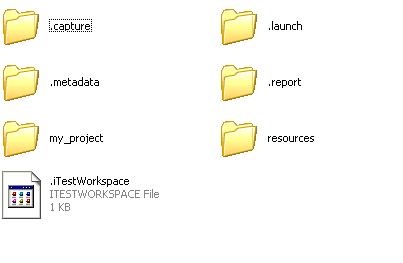 .capture
.launch
.metadata
.report
my_project
resources
.iTestWorkspace
ITESTWORKSPACE File
1 KB